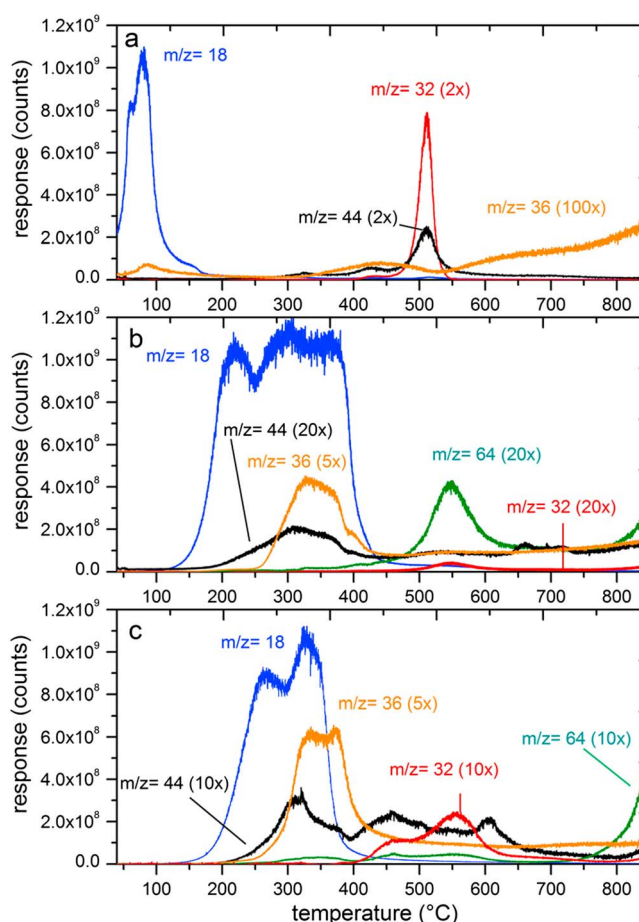 a
m/z= 18
m/z= 32 (2x)
m/z= 44 (2x)
m/z= 36 (100x)
response (counts)
1.2x10⁹
1.0x10⁹
8.0x10⁸
6.0x10⁸
4.0x10⁸
2.0x10⁸
0.0
100 200 300 400 500 600 700 800
b
m/z= 18
m/z= 44 (20x)
m/z= 36 (5x)
m/z= 64 (20x)
m/z= 32 (20x)
response (counts)
1.2x10⁹
1.0x10⁹
8.0x10⁸
6.0x10⁸
4.0x10⁸
2.0x10⁸
0.0
100 200 300 400 500 600 700 800
c
m/z= 18
m/z= 36 (5x)
m/z= 64 (10x)
m/z= 32 (10x)
m/z= 44 (10x)
response (counts)
1.2x10⁹
1.0x10⁹
8.0x10⁸
6.0x10⁸
4.0x10⁸
2.0x10⁸
0.0
100 200 300 400 500 600 700 800
temperature (°C)